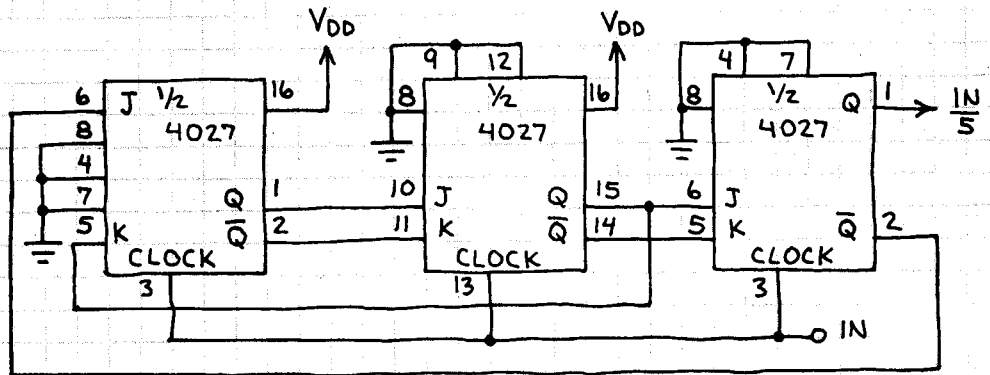 VDD
VDD
9 12
4 7
6 J 1/2 16
8 1/2 16
8 1/2 Q 1 IN/5
4027
4027
4027
8
4
7
5 K
Q 1
Q̅ 2
10 J Q 15
11 K Q̅ 14
6 J
5 K Q̅ 2
CLOCK
CLOCK
CLOCK
3
13
3
IN